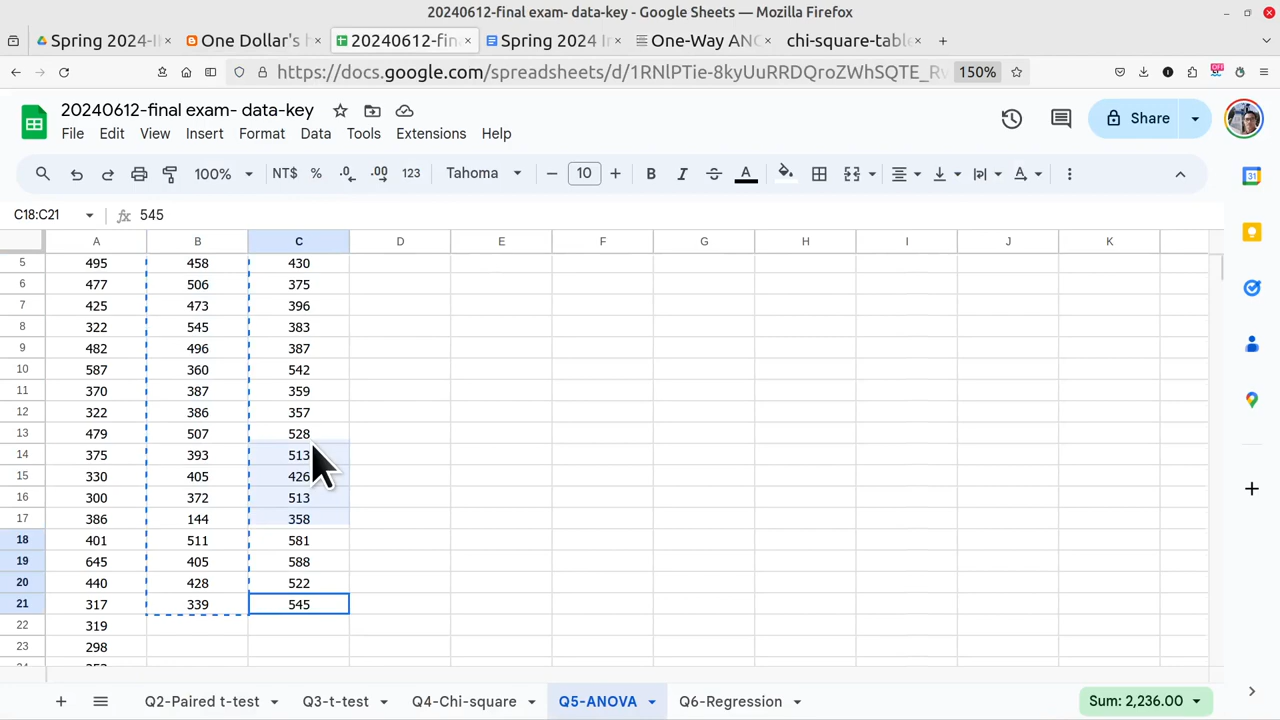 20240612-final exam- data-key - Google Sheets — Mozilla Firefox
Spring 2024-I
One Dollar's
20240612-fin
Spring 2024 I
One-Way AN
chi-square-table
https://docs.google.com/spreadsheets/d/1RNlPTie-8kyUuRRDQroZWhSQTE_R
150%
OFF
20240612-final exam- data-key
File Edit View Insert Format Data Tools Extensions Help
Share
100%
NT$ % .0 .00 123
Tahoma
10
B I A
C18:C21
fx 545
31
A B C D E F G H I J K
5 495 458 430
6 477 506 375
7 425 473 396
8 322 545 383
9 482 496 387
10 587 360 542
11 370 387 359
12 322 386 357
13 479 507 528
14 375 393 513
15 330 405 426
16 300 372 513
17 386 144 358
18 401 511 581
19 645 405 588
20 440 428 522
21 317 339 545
22 319
23 298
Q2-Paired t-test
Q3-t-test
Q4-Chi-square
Q5-ANOVA
Q6-Regression
Sum: 2,236.00